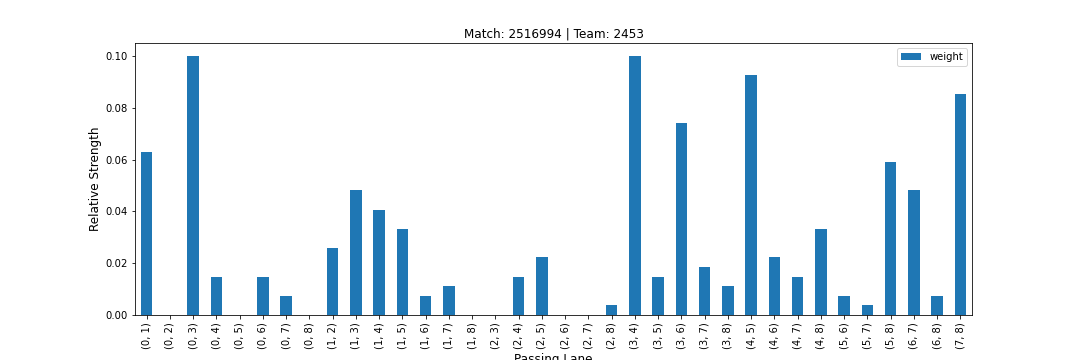 Match: 2516994 | Team: 2453
weight
Relative Strength
0.10
0.08
0.06
0.04
0.02
0.00
(0, 1) (0, 2) (0, 3) (0, 4) (0, 5) (0, 6) (0, 7) (0, 8) (1, 2) (1, 3) (1, 4) (1, 5) (1, 6) (1, 7) (1, 8) (2, 3) (2, 4) (2, 5) (2, 6) (2, 7) (2, 8) (3, 4) (3, 5) (3, 6) (3, 7) (3, 8) (4, 5) (4, 6) (4, 7) (4, 8) (5, 6) (5, 7) (5, 8) (6, 7) (6, 8) (7, 8)
Passing Lane